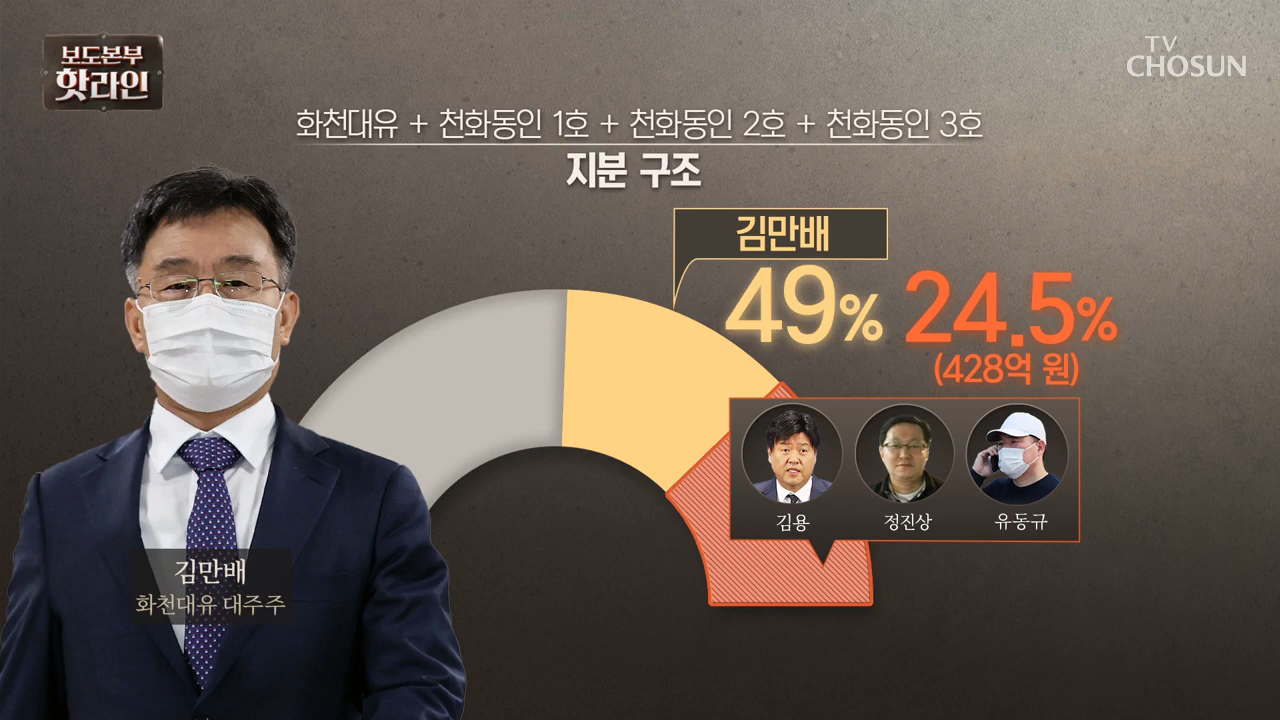 보도본부
핫라인
TV
CHOSUN
화천대유 + 천화동인 1호 + 천화동인 2호 + 천화동인 3호
지분 구조
김만배
49% 24.5%
(428억 원)
김용 정진상 유동규
김만배
화천대유 대주주